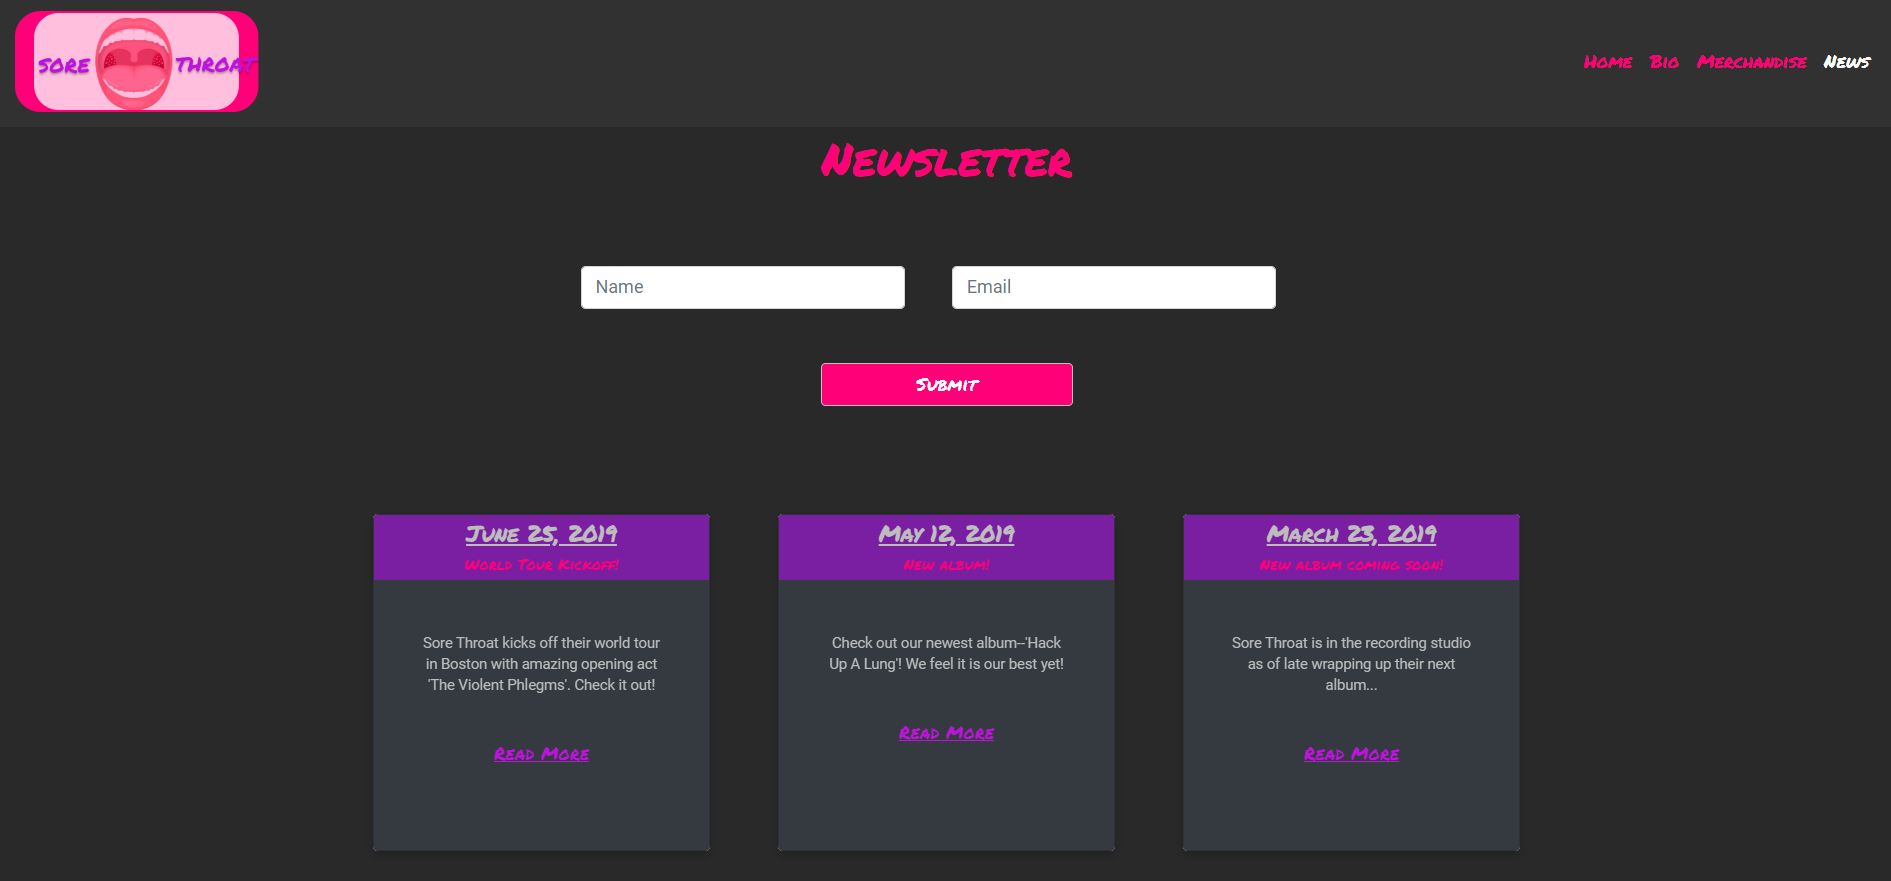 SORE THROAT
Home Bio Merchandise News
Newsletter
Name
Email
Submit
June 25, 2019
World Tour Kickoff!
Sore Throat kicks off their world tour
in Boston with amazing opening act
'The Violent Phlegms'. Check it out!
Read More
May 12, 2019
New album!
Check out our newest album--'Hack
Up A Lung'! We feel it is our best yet!
Read More
March 23, 2019
New album coming soon!
Sore Throat is in the recording studio
as of late wrapping up their next
album...
Read More